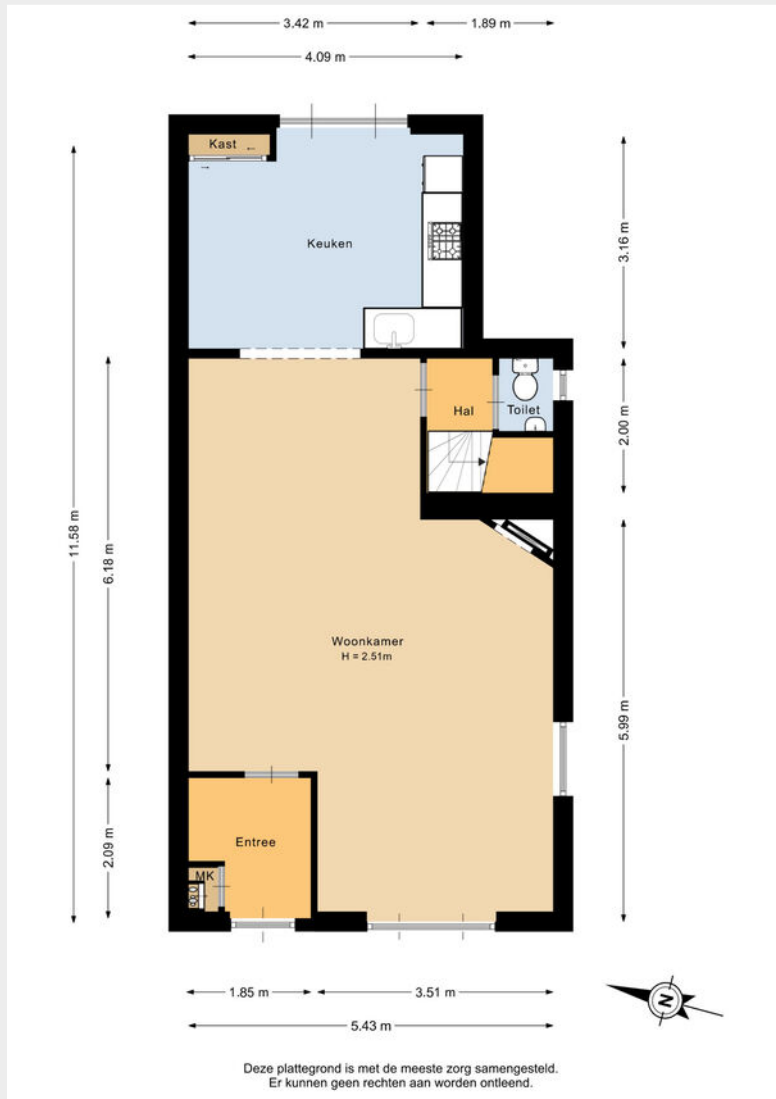 3.42 m
1.89 m
4.09 m
Kast
Keuken
3.16 m
Hal
Toilet
2.00 m
11.58 m
6.18 m
Woonkamer
H = 2.51m
5.99 m
2.09 m
Entree
MK
1.85 m
3.51 m
5.43 m
N
Deze plattegrond is met de meeste zorg samengesteld.
Er kunnen geen rechten aan worden ontleend.